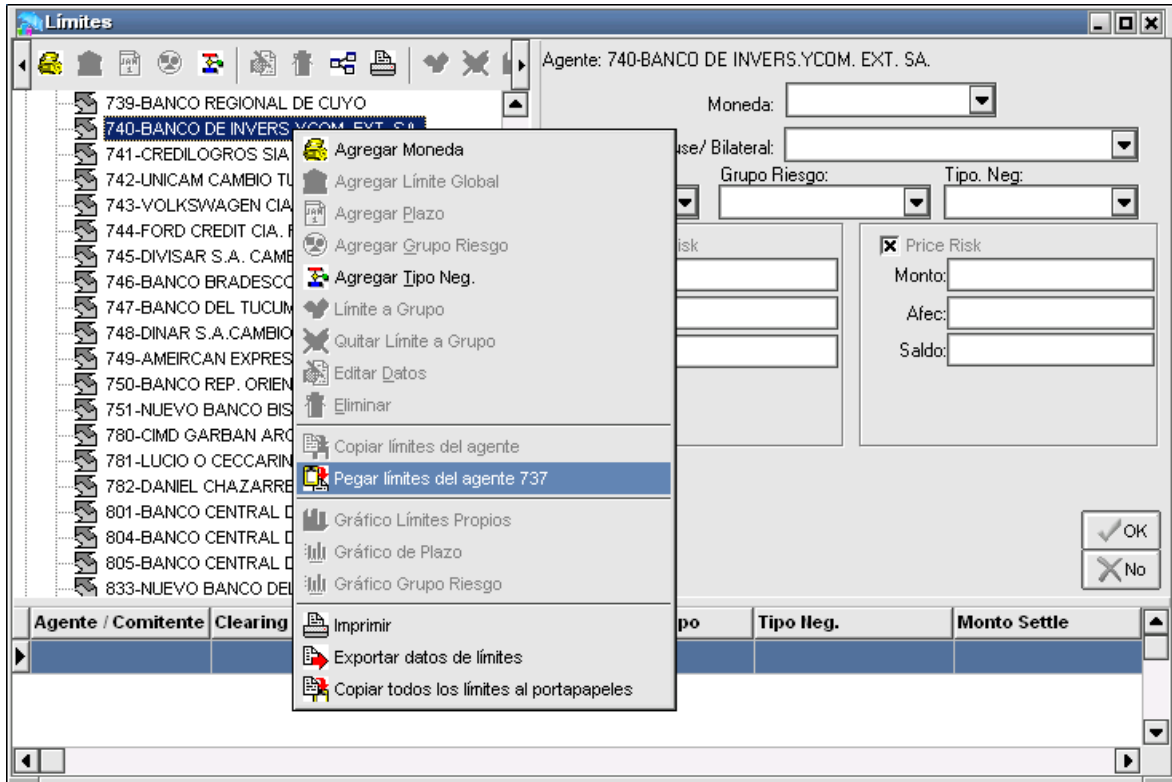 Límites
Agente: 740-BANCO DE INVERS.YCOM. EXT. SA.
Moneda:
use/ Bilateral:
Grupo Riesgo:
Tipo. Neg:
isk
Price Risk
Monto:
Afec:
Saldo:
OK
No
739-BANCO REGIONAL DE CUYO
740-BANCO DE INVERS.YCOM. EXT. SA.
741-CREDILOGROS SIA
742-UNICAM CAMBIO TU
743-VOLKSWAGEN CIA
744-FORD CREDIT CIA. F
745-DIVISAR S.A. CAMB
746-BANCO BRADESCO
747-BANCO DEL TUCUM
748-DINAR S.A.CAMBIO
749-AMEIRCAN EXPRES
750-BANCO REP. ORIEN
751-NUEVO BANCO BIS
780-CIMD GARBAN ARG
781-LUCIO O CECCARIN
782-DANIEL CHAZARRE
801-BANCO CENTRAL D
804-BANCO CENTRAL D
805-BANCO CENTRAL D
833-NUEVO BANCO DEL
Agregar Moneda
Agregar Límite Global
Agregar Plazo
Agregar Grupo Riesgo
Agregar Tipo Neg.
Límite a Grupo
Quitar Límite a Grupo
Editar Datos
Eliminar
Copiar límites del agente
Pegar límites del agente 737
Gráfico Límites Propios
Gráfico de Plazo
Gráfico Grupo Riesgo
Imprimir
Exportar datos de límites
Copiar todos los límites al portapapeles
Agente / Comitente Clearing po Tipo Neg. Monto Settle